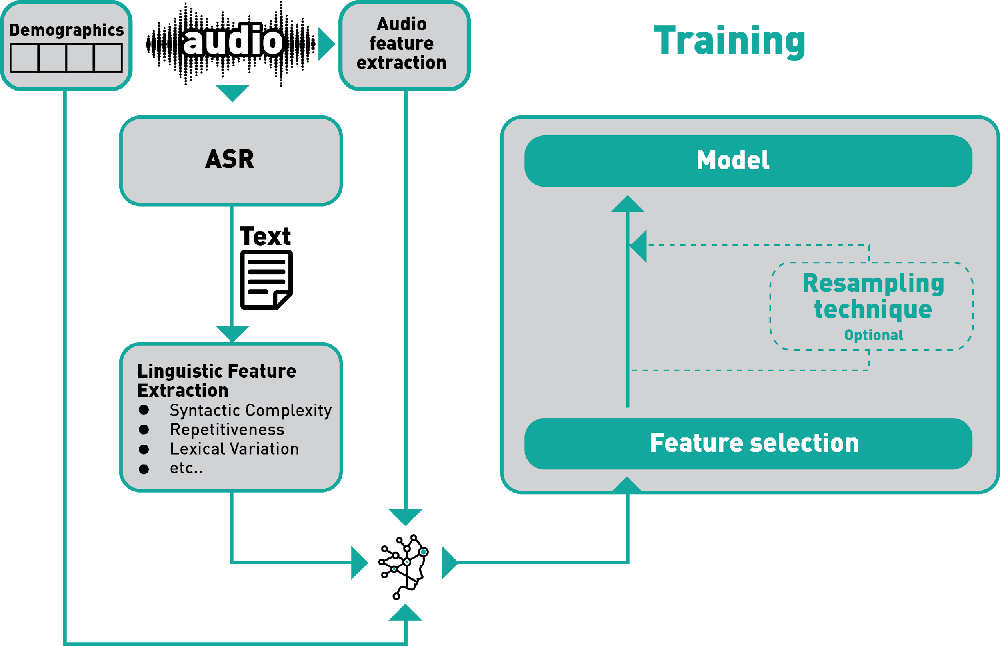 Demographics
audio
Audio
feature
extraction
Training
ASR
Text
Linguistic Feature
Extraction
● Syntactic Complexity
● Repetitiveness
● Lexical Variation
● etc..
Model
Resampling
technique
Optional
Feature selection